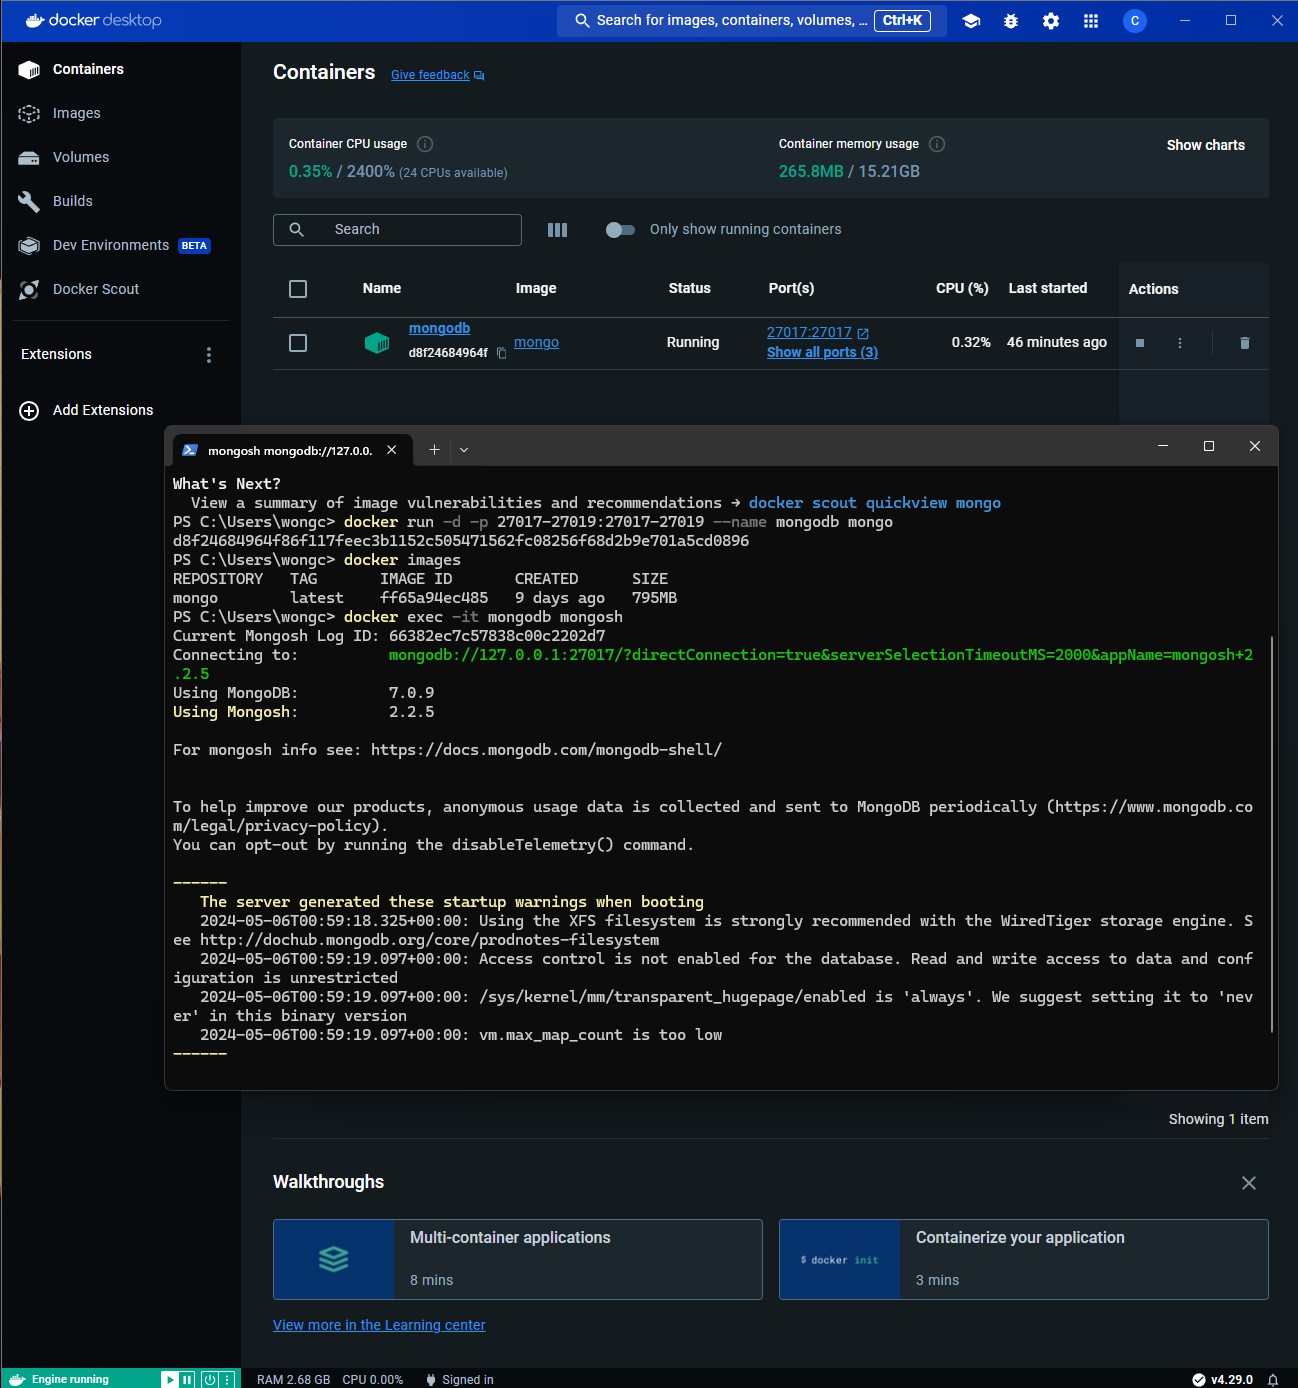 docker desktop
Search for images, containers, volumes, ... Ctrl+K
C
Containers
Images
Volumes
Builds
Dev Environments BETA
Docker Scout
Extensions
Add Extensions
Containers Give feedback
Container CPU usage
0.35% / 2400% (24 CPUs available)
Container memory usage
265.8MB / 15.21GB
Show charts
Search
Only show running containers
Name Image Status Port(s) CPU (%) Last started Actions
mongodb
d8f24684964f
mongo
Running
27017:27017
Show all ports (3)
0.32%
46 minutes ago
mongosh mongodb://127.0.0.
What's Next?
View a summary of image vulnerabilities and recommendations → docker scout quickview mongo
PS C:\Users\wongc> docker run -d -p 27017-27019:27017-27019 --name mongodb mongo
d8f24684964f86f117feec3b1152c505471562fc08256f68d2b9e701a5cd0896
PS C:\Users\wongc> docker images
REPOSITORY TAG IMAGE ID CREATED SIZE
mongo latest ff65a94ec485 9 days ago 795MB
PS C:\Users\wongc> docker exec -it mongodb mongosh
Current Mongosh Log ID: 66382ec7c57838c00c2202d7
Connecting to: mongodb://127.0.0.1:27017/?directConnection=true&serverSelectionTimeoutMS=2000&appName=mongosh+2
.2.5
Using MongoDB: 7.0.9
Using Mongosh: 2.2.5
For mongosh info see: https://docs.mongodb.com/mongodb-shell/
To help improve our products, anonymous usage data is collected and sent to MongoDB periodically (https://www.mongodb.co
m/legal/privacy-policy).
You can opt-out by running the disableTelemetry() command.
------
The server generated these startup warnings when booting
2024-05-06T00:59:18.325+00:00: Using the XFS filesystem is strongly recommended with the WiredTiger storage engine. S
ee http://dochub.mongodb.org/core/prodnotes-filesystem
2024-05-06T00:59:19.097+00:00: Access control is not enabled for the database. Read and write access to data and conf
iguration is unrestricted
2024-05-06T00:59:19.097+00:00: /sys/kernel/mm/transparent_hugepage/enabled is 'always'. We suggest setting it to 'nev
er' in this binary version
2024-05-06T00:59:19.097+00:00: vm.max_map_count is too low
------
Showing 1 item
Walkthroughs
Multi-container applications
8 mins
$ docker init
Containerize your application
3 mins
View more in the Learning center
Engine running
RAM 2.68 GB CPU 0.00% Signed in
v4.29.0